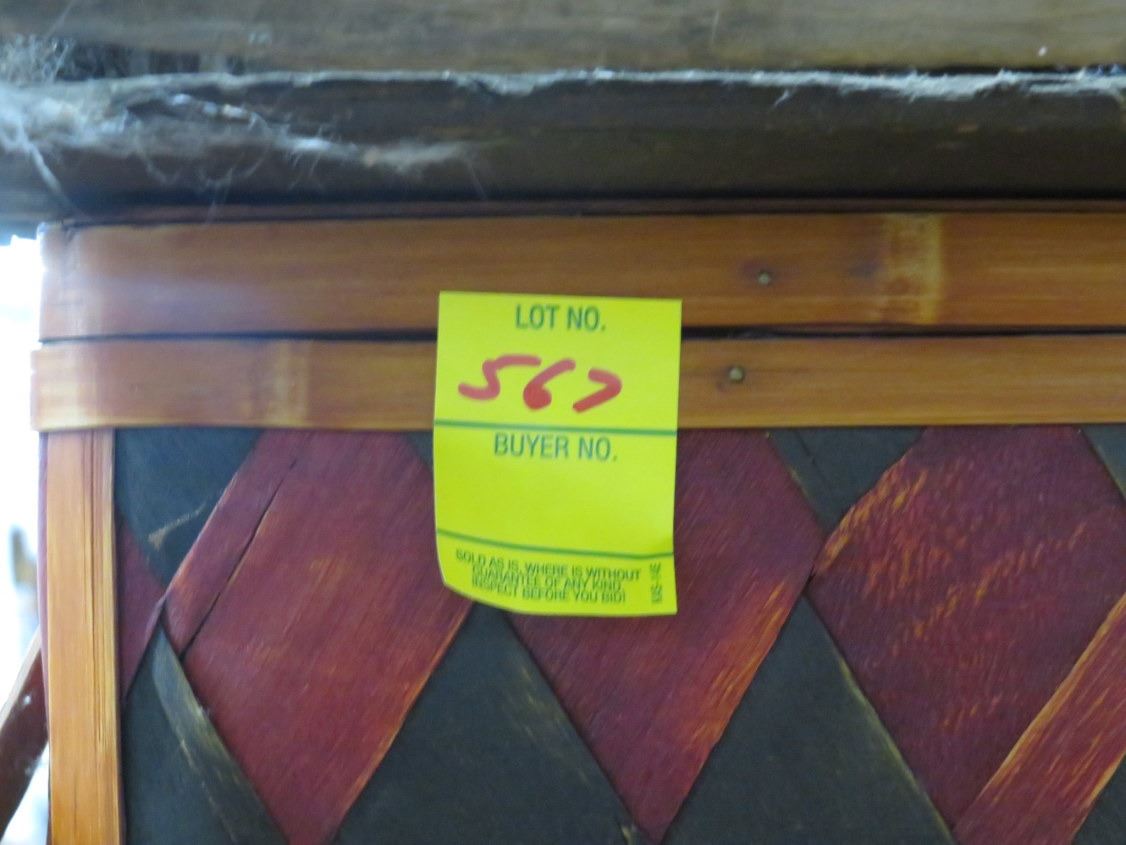 LOT NO.
567
BUYER NO.
SOLD AS IS, WHERE IS WITHOUT
GUARANTEE OF ANY KIND
INSPECT BEFORE YOU BID!